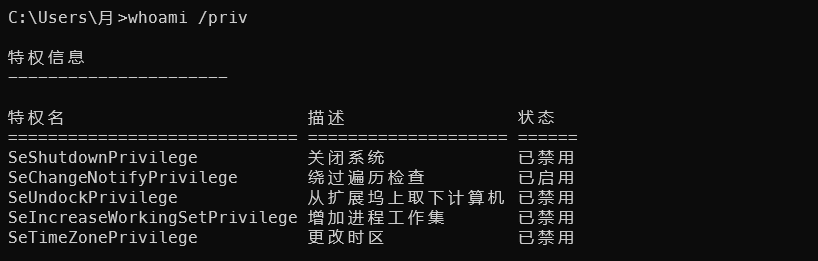 C:\Users\月>whoami /priv
特权信息
----------------------
特权名 描述 状态
============================= ==================== ======
SeShutdownPrivilege 关闭系统 已禁用
SeChangeNotifyPrivilege 绕过遍历检查 已启用
SeUndockPrivilege 从扩展坞上取下计算机 已禁用
SeIncreaseWorkingSetPrivilege 增加进程工作集 已禁用
SeTimeZonePrivilege 更改时区 已禁用